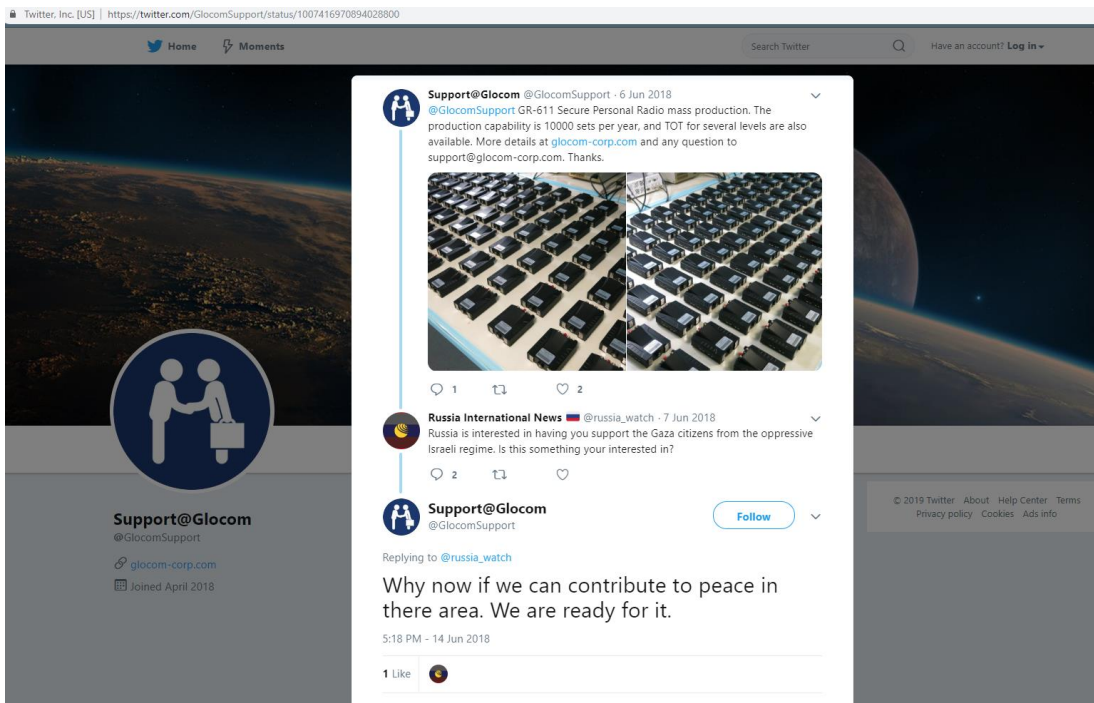 Twitter, Inc. [US] | https://twitter.com/GlocomSupport/status/1007416970894028800
Home Moments Search Twitter Have an account? Log in
Support@Glocom @GlocomSupport · 6 Jun 2018
@GlocomSupport GR-611 Secure Personal Radio mass production. The
production capability is 10000 sets per year, and TOT for several levels are also
available. More details at glocom-corp.com and any question to
support@glocom-corp.com. Thanks.
1 2
Russia International News @russia_watch · 7 Jun 2018
Russia is interested in having you support the Gaza citizens from the oppressive
Israeli regime. Is this something your interested in?
2
Support@Glocom
@GlocomSupport
Follow
Replying to @russia_watch
Why now if we can contribute to peace in
there area. We are ready for it.
5:18 PM - 14 Jun 2018
1 Like
Support@Glocom
@GlocomSupport
glocom-corp.com
Joined April 2018
© 2019 Twitter About Help Center Terms
Privacy policy Cookies Ads info